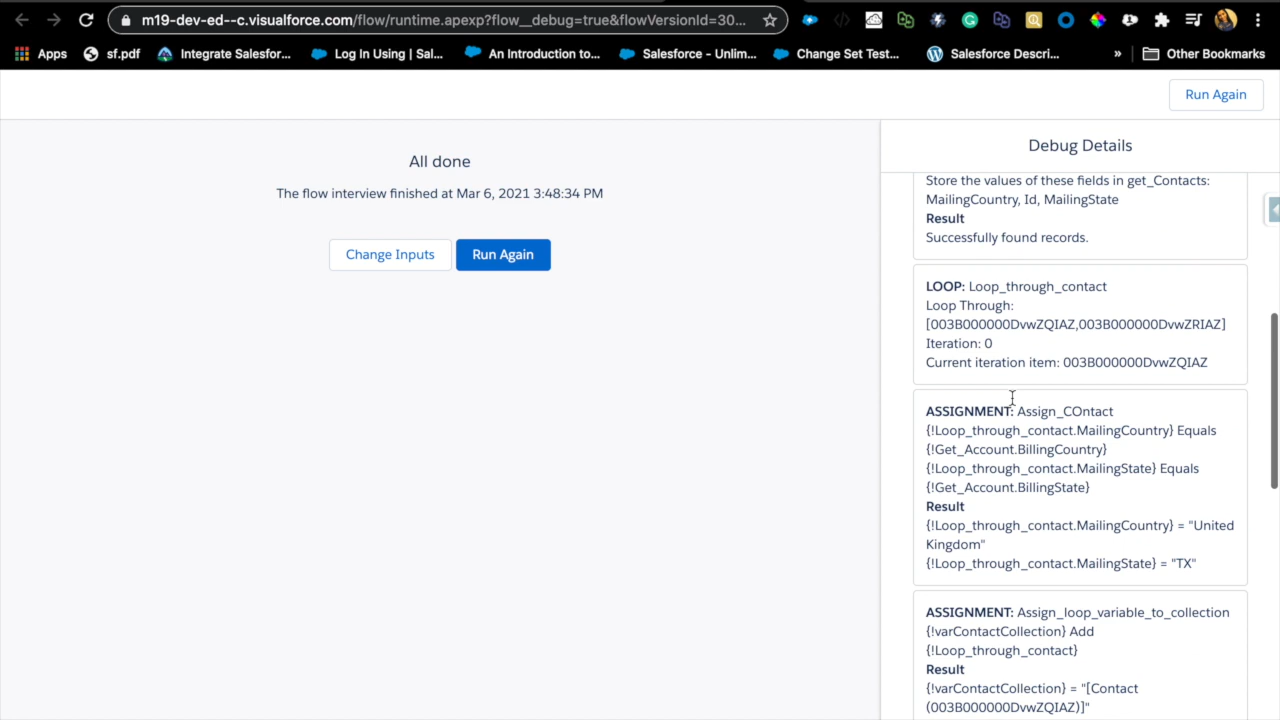 m19-dev-ed--c.visualforce.com/flow/runtime.apexp?flow__debug=true&flowVersionId=30...
Apps sf.pdf Integrate Salesfor... Log In Using | Sal... An Introduction to... Salesforce - Unlim... Change Set Test... Salesforce Descri... » Other Bookmarks
Run Again
All done
The flow interview finished at Mar 6, 2021 3:48:34 PM
Change Inputs Run Again
Debug Details
Store the values of these fields in get_Contacts:
MailingCountry, Id, MailingState
Result
Successfully found records.
LOOP: Loop_through_contact
Loop Through:
[003B000000DvwZQIAZ,003B000000DvwZRIAZ]
Iteration: 0
Current iteration item: 003B000000DvwZQIAZ
ASSIGNMENT: Assign_COntact
{!Loop_through_contact.MailingCountry} Equals
{!Get_Account.BillingCountry}
{!Loop_through_contact.MailingState} Equals
{!Get_Account.BillingState}
Result
{!Loop_through_contact.MailingCountry} = "United
Kingdom"
{!Loop_through_contact.MailingState} = "TX"
ASSIGNMENT: Assign_loop_variable_to_collection
{!varContactCollection} Add
{!Loop_through_contact}
Result
{!varContactCollection} = "[Contact
(003B000000DvwZQIAZ)]"